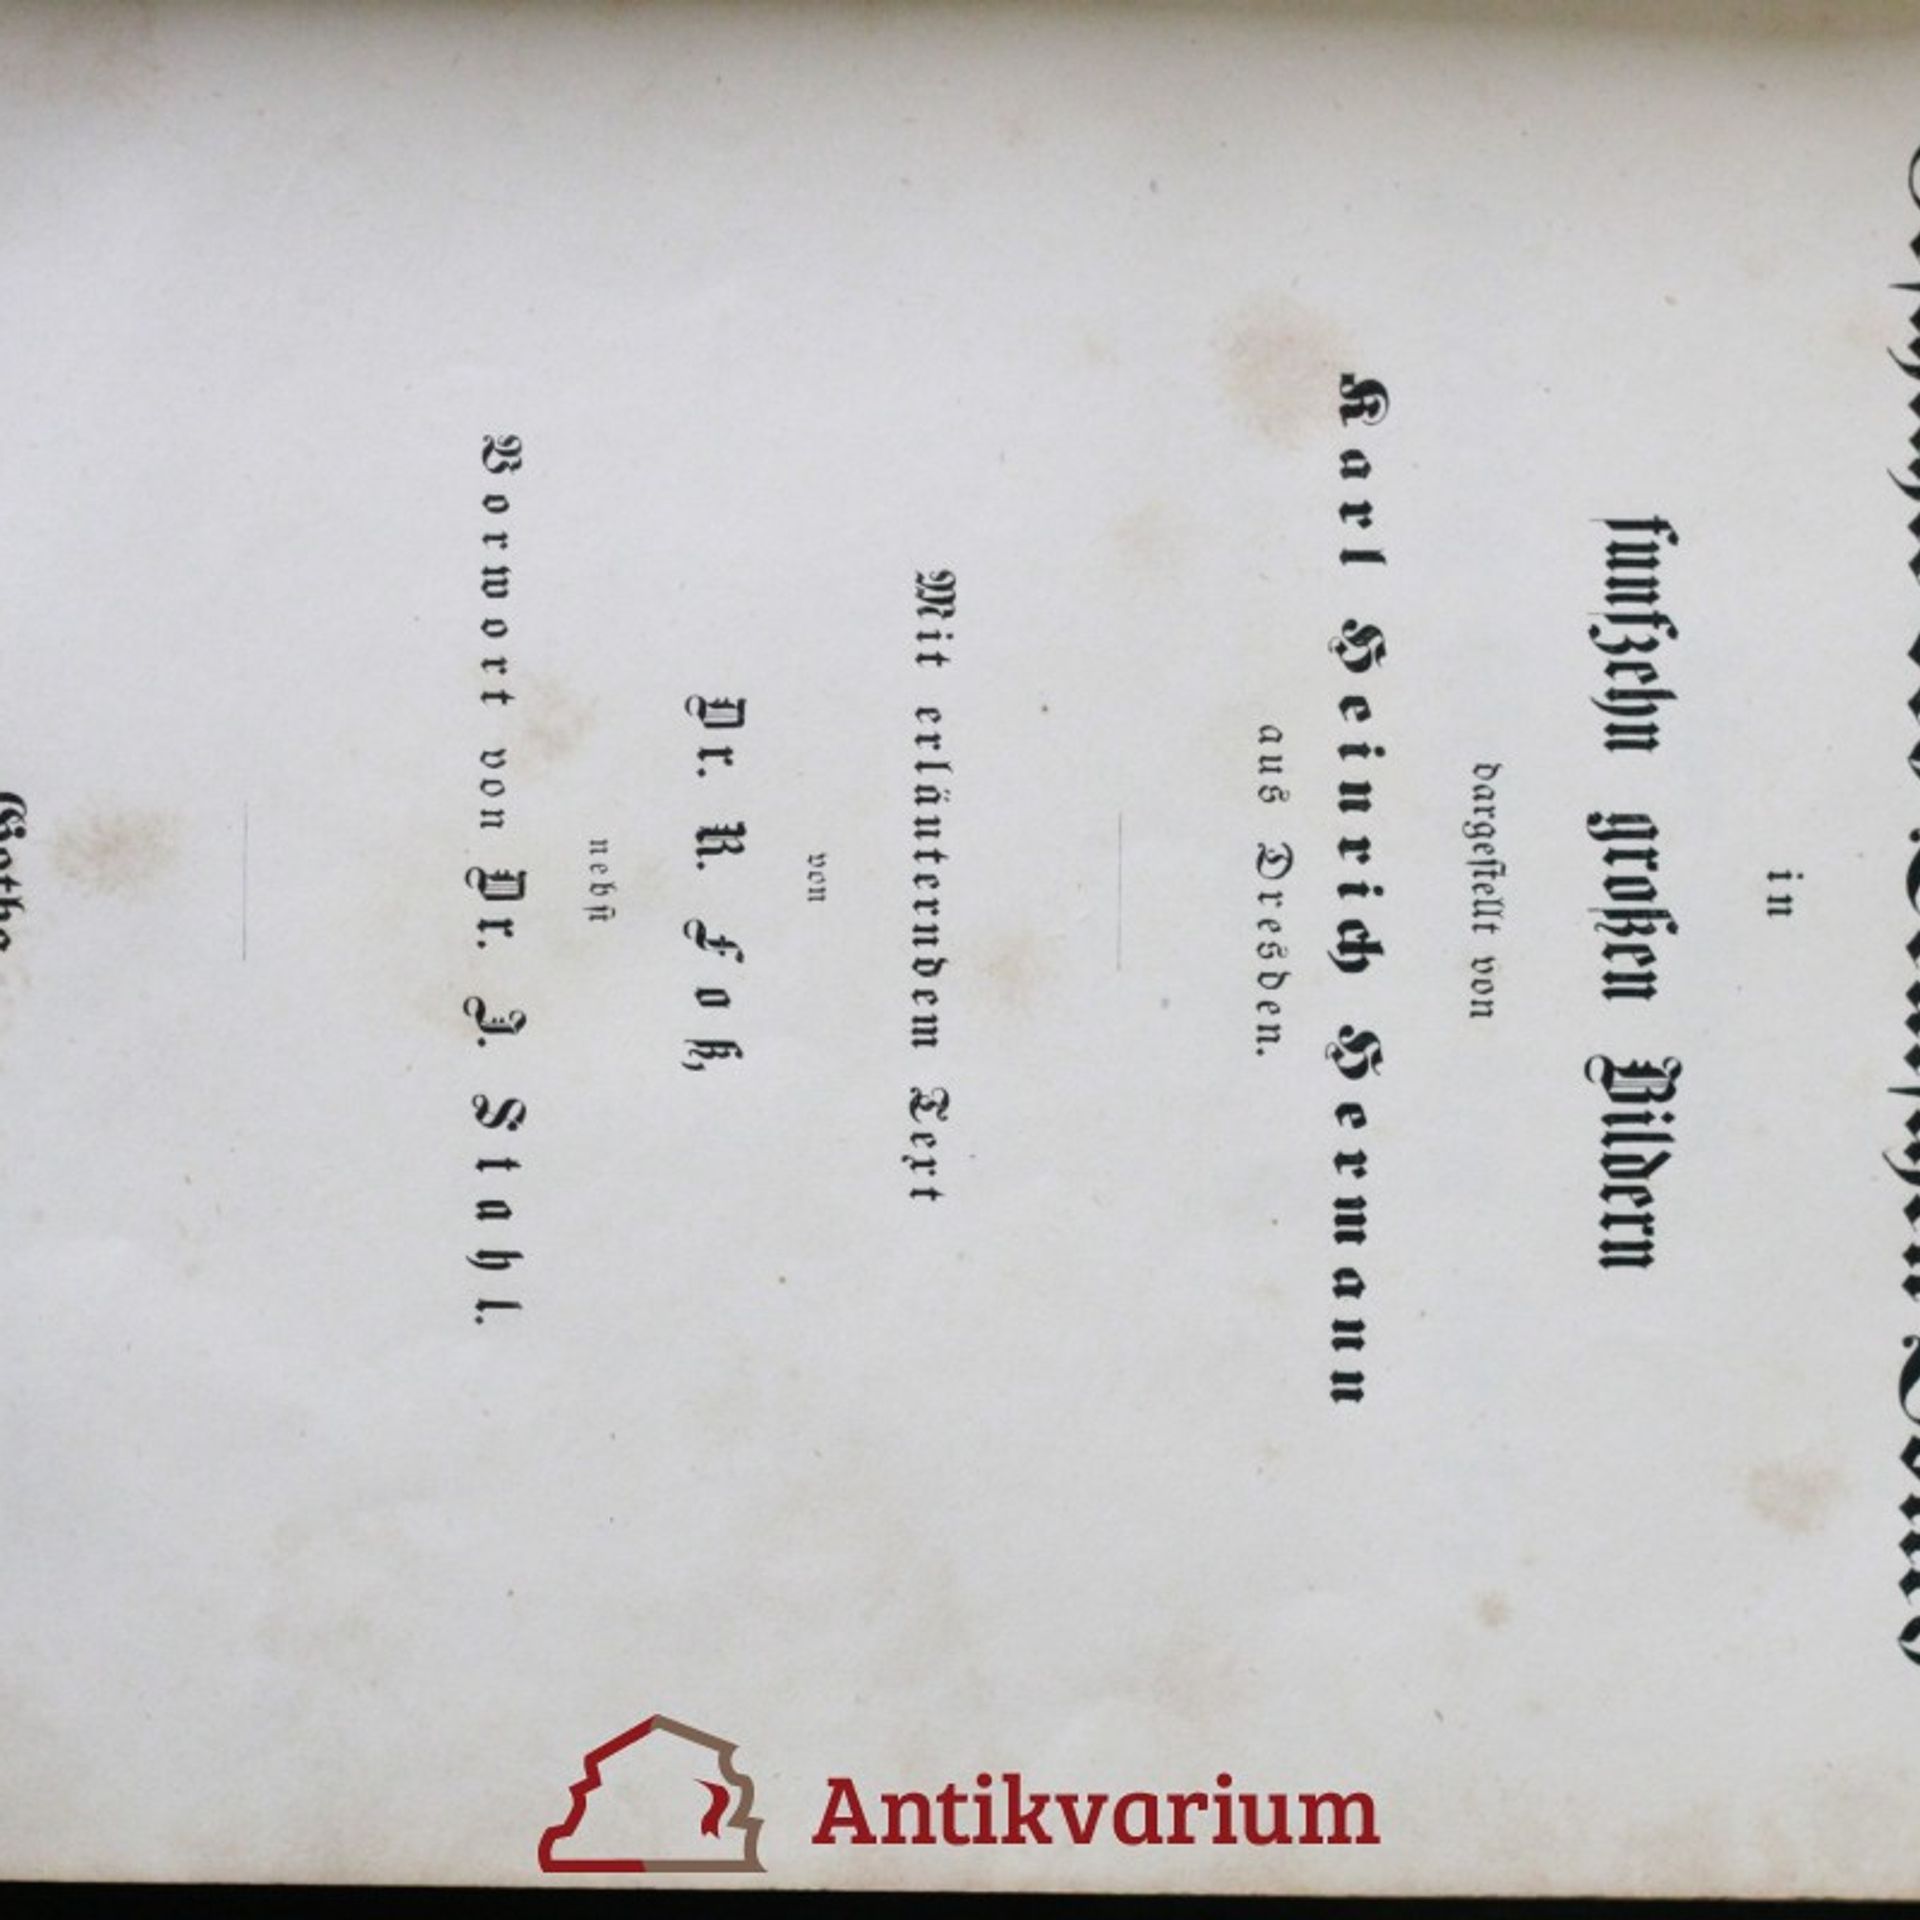 in
funfzehn großen Bildern
dargestellt von
Karl Heinrich Hermann
aus Dresden.
Mit erläuterndem Text
von
Dr. R. Foß,
nebst
Vorwort von Dr. J. Stahl.
Antikvarium